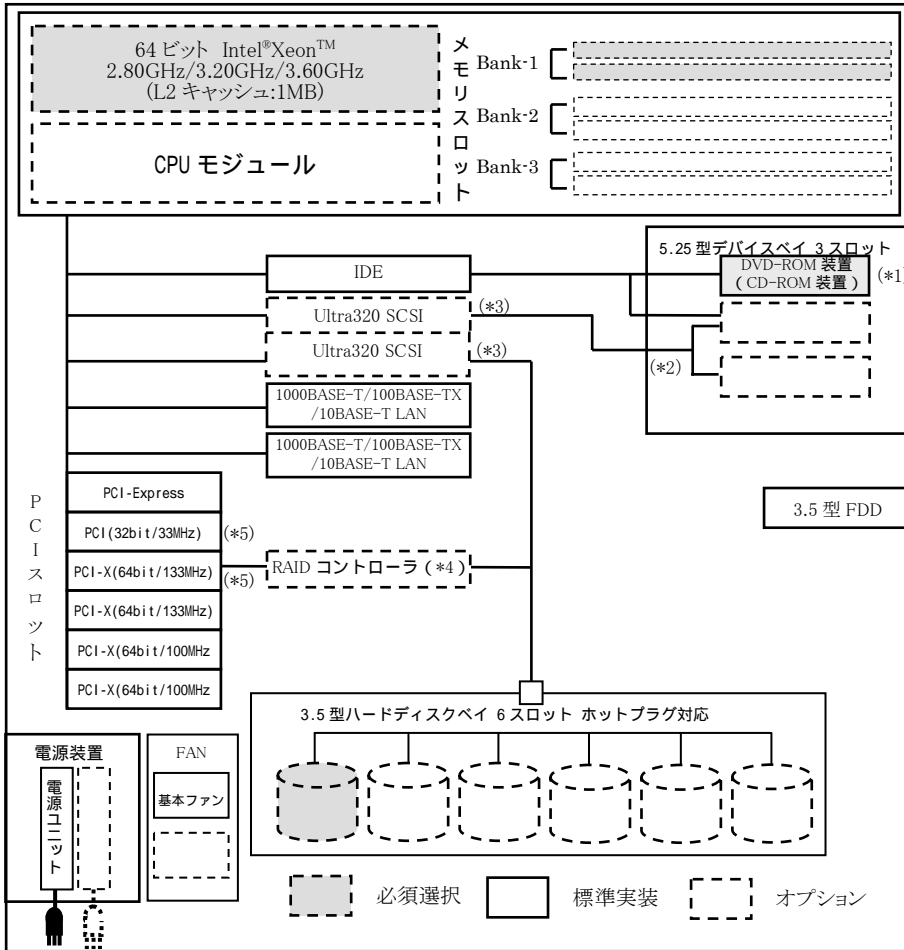 64 ビット Intel®Xeon™
2.80GHz/3.20GHz/3.60GHz
(L2 キャッシュ:1MB)
CPU モジュール
メモリスロット
Bank-1
Bank-2
Bank-3
5.25 型デバイスベイ 3 スロット
DVD-ROM 装置
( CD-ROM 装置 )
(*1)
IDE
Ultra320 SCSI
(*3)
Ultra320 SCSI
(*3)
(*2)
1000BASE-T/100BASE-TX
/10BASE-T LAN
1000BASE-T/100BASE-TX
/10BASE-T LAN
PCIスロット
PCI-Express
PCI(32bit/33MHz)
(*5)
PCI-X(64bit/133MHz)
(*5)
RAID コントローラ (*4)
PCI-X(64bit/133MHz)
PCI-X(64bit/100MHz
PCI-X(64bit/100MHz
3.5 型 FDD
3.5 型ハードディスクベイ 6 スロット ホットプラグ対応
電源装置
電源ユニット
FAN
基本ファン
必須選択
標準実装
オプション